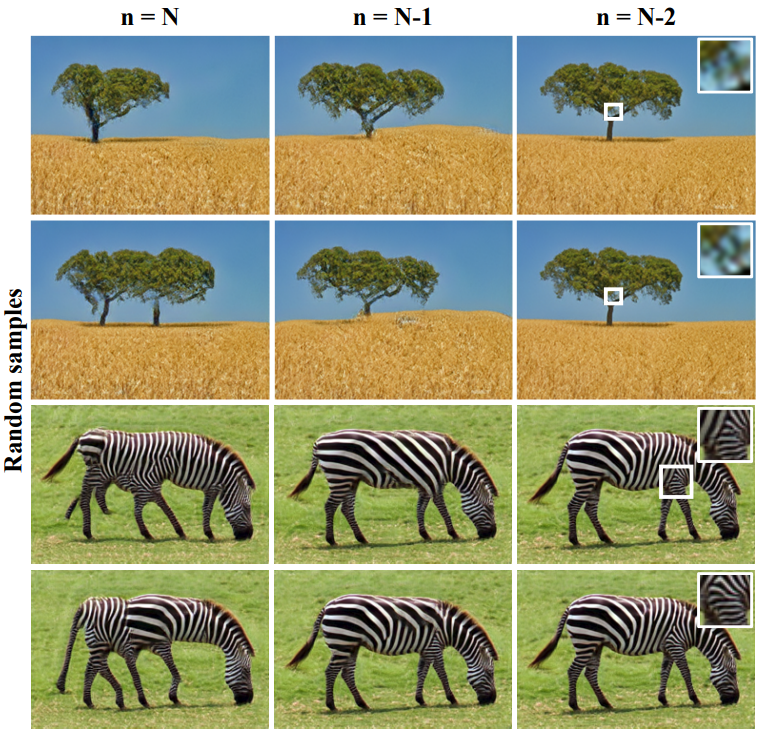 n = N
n = N-1
n = N-2
Random samples